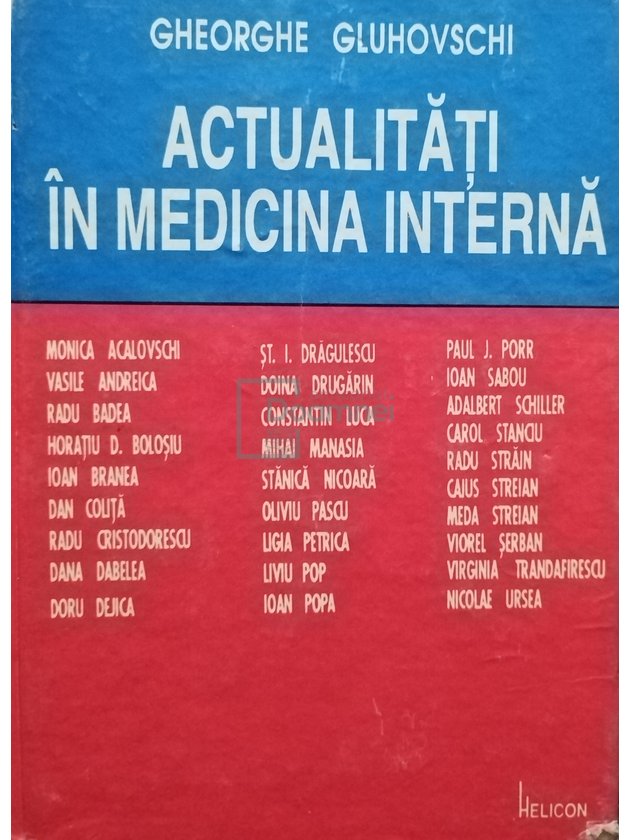 GHEORGHE GLUHOVSCHI
ACTUALITĂȚI
ÎN MEDICINA INTERNĂ
MONICA ACALOVSCHI
VASILE ANDREICA
RADU BADEA
HORAȚIU D. BOLOȘIU
IOAN BRANEA
DAN COLIȚĂ
RADU CRISTODORESCU
DANA DABELEA
DORU DEJICA
ȘT. I. DRĂGULESCU
DOINA DRUGĂRIN
CONSTANTIN LUCA
MIHAI MANASIA
STĂNICĂ NICOARĂ
OLIVIU PASCU
LIGIA PETRICA
LIVIU POP
IOAN POPA
PAUL J. PORR
IOAN SABOU
ADALBERT SCHILLER
CAROL STANCIU
RADU STRĂIN
CAIUS STREIAN
MEDA STREIAN
VIOREL ȘERBAN
VIRGINIA TRANDAFIRESCU
NICOLAE URSEA
HELICON